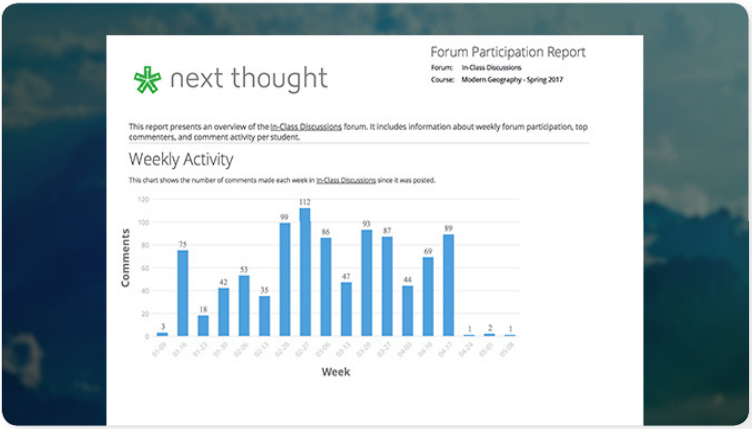 Forum Participation Report
Forum: In-Class Discussions
Course: Modern Geography - Spring 2017
next thought
This report presents an overview of the In-Class Discussions forum. It includes information about weekly forum participation, top
commenters, and comment activity per student.
Weekly Activity
This chart shows the number of comments made each week in In-Class Discussions since it was posted.
120
100
80
60
40
20
0
Comments
3 75 18 42 53 35 99 112 86 47 93 87 44 69 89 1 2 1
01-09 01-16 01-23 01-30 02-06 02-13 02-20 02-27 03-06 03-13 03-20 03-27 04-03 04-10 04-17 04-24 05-01 05-08
Week